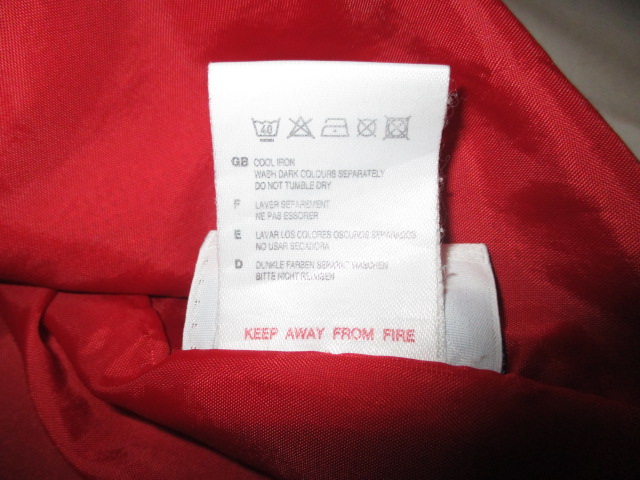 40
GB COOL IRON
WASH DARK COLOURS SEPARATELY
DO NOT TUMBLE DRY
F LAVER SEPAREMENT
NE PAS ESSORER
E LAVAR LOS COLORES OSCUROS SEPARADOS
NO USAR SECADORA
D DUNKLE FARBEN SEPARAT WASCHEN
BITTE NICHT
KEEP AWAY FROM FIRE